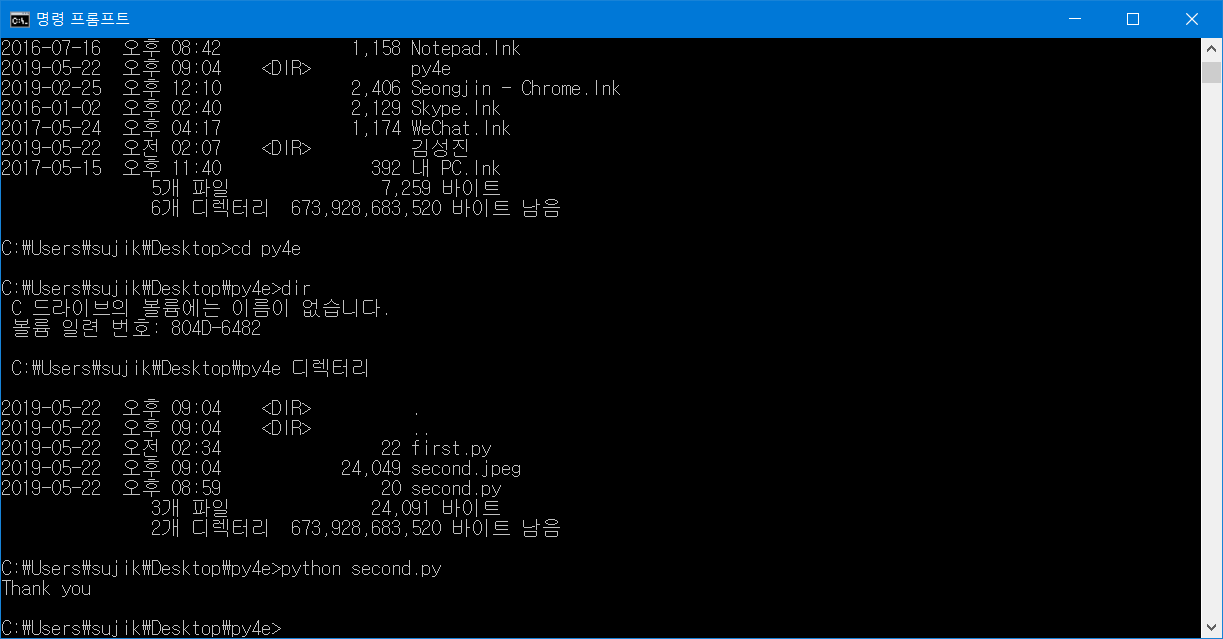 명령 프롬프트
2016-07-16  오후 08:42             1,158 Notepad.lnk
2019-05-22  오후 09:04    <DIR>          py4e
2019-02-25  오후 12:10             2,406 Seongjin - Chrome.lnk
2016-01-02  오후 02:40             2,129 Skype.lnk
2017-05-24  오후 04:17             1,174 WeChat.lnk
2019-05-22  오전 02:07    <DIR>          김성진
2017-05-15  오후 11:40               392 내 PC.lnk
               5개 파일               7,259 바이트
               6개 디렉터리  673,928,683,520 바이트 남음
C:₩Users₩sujik₩Desktop>cd py4e
C:₩Users₩sujik₩Desktop₩py4e>dir
 C 드라이브의 볼륨에는 이름이 없습니다.
 볼륨 일련 번호: 804D-6482
 C:₩Users₩sujik₩Desktop₩py4e 디렉터리
2019-05-22  오후 09:04    <DIR>          .
2019-05-22  오후 09:04    <DIR>          ..
2019-05-22  오전 02:34                22 first.py
2019-05-22  오후 09:04            24,049 second.jpeg
2019-05-22  오후 08:59                20 second.py
               3개 파일              24,091 바이트
               2개 디렉터리  673,928,683,520 바이트 남음
C:₩Users₩sujik₩Desktop₩py4e>python second.py
Thank you
C:₩Users₩sujik₩Desktop₩py4e>